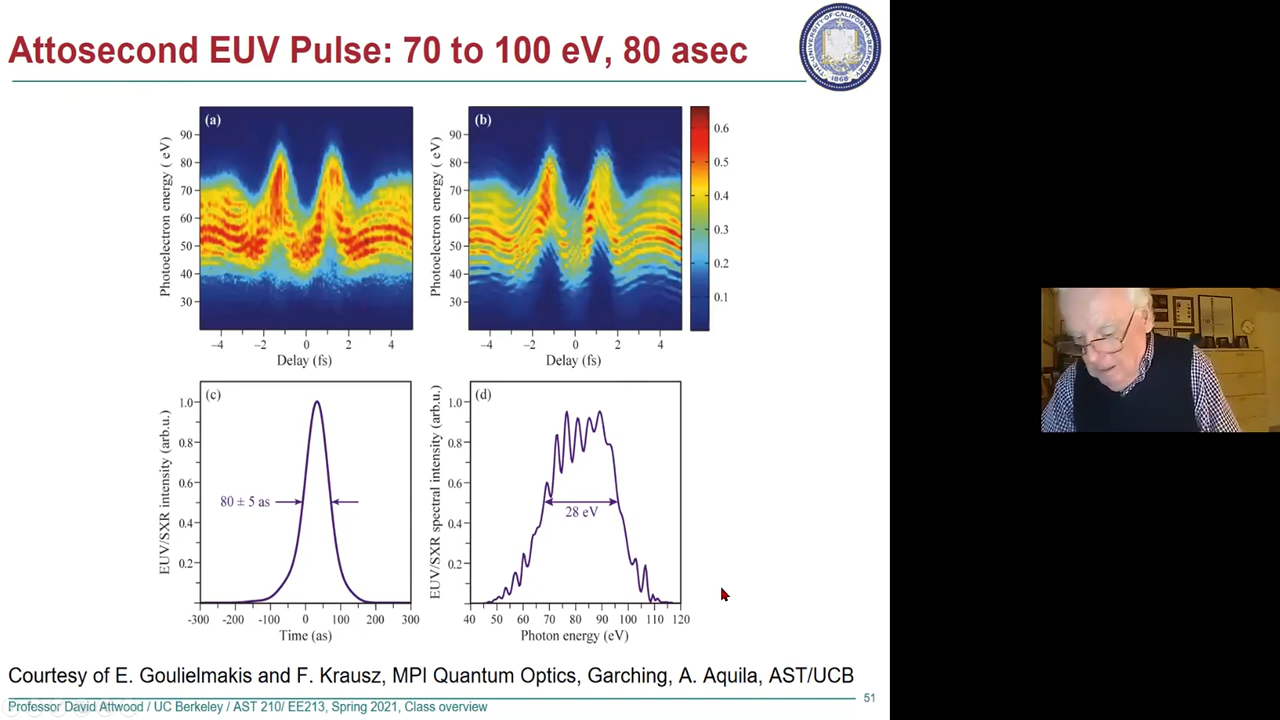 Attosecond EUV Pulse: 70 to 100 eV, 80 asec
THE UNIVERSITY OF CALIFORNIA BERKELEY
1868
(a)
Photoelectron energy ( eV)
90
80
70
60
50
40
30
–4 –2 0 2 4
Delay (fs)
(b)
Photoelectron energy ( eV)
90
80
70
60
50
40
30
–4 –2 0 2 4
Delay (fs)
0.6
0.5
0.4
0.3
0.2
0.1
(c)
EUV/SXR intensity (arb.u.)
1.0
0.8
0.6
0.4
0.2
80 ± 5 as
-300 -200 -100 0 100 200 300
Time (as)
(d)
EUV/SXR spectral intensity (arb.u.)
1.0
0.8
0.6
0.4
0.2
28 eV
40 50 60 70 80 90 100 110 120
Photon energy (eV)
Courtesy of E. Goulielmakis and F. Krausz, MPI Quantum Optics, Garching, A. Aquila, AST/UCB
51
Professor David Attwood / UC Berkeley / AST 210/ EE213, Spring 2021, Class overview